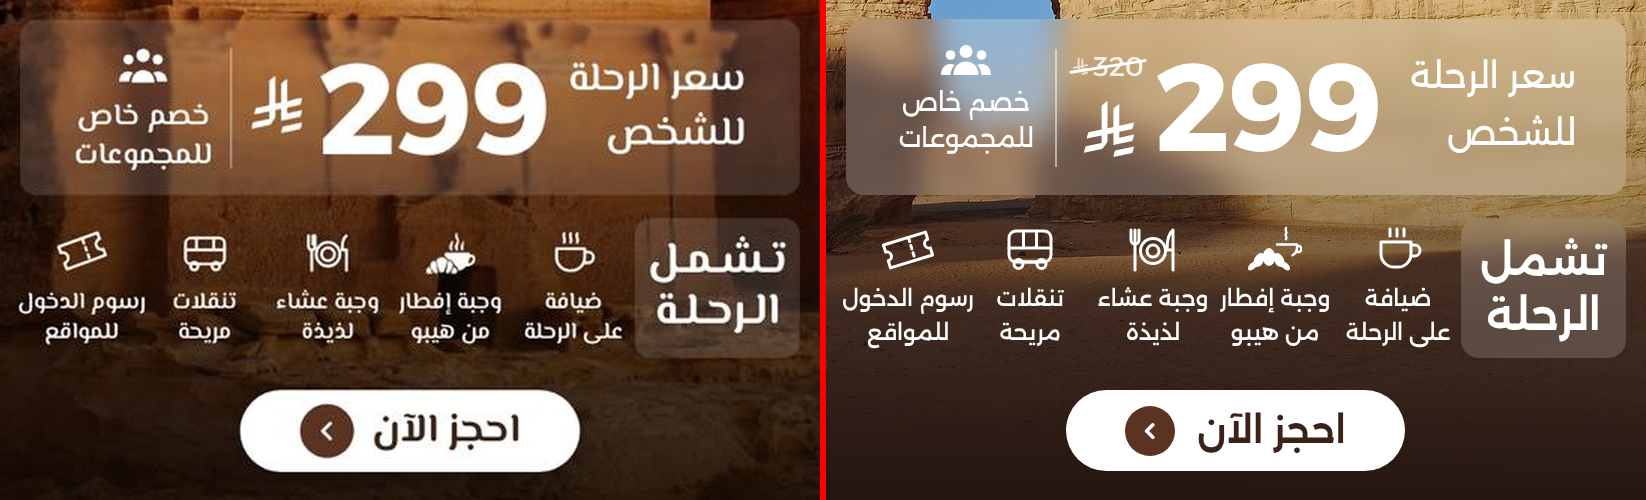 سعر الرحلة
للشخص
299
خصم خاص
للمجموعات
تشمل
الرحلة
ضيافة
على الرحلة
وجبة إفطار
من هيبو
وجبة عشاء
لذيذة
تنقلات
مريحة
رسوم الدخول
للمواقع
احجز الآن
سعر الرحلة
للشخص
299
320
خصم خاص
للمجموعات
تشمل
الرحلة
ضيافة
على الرحلة
وجبة إفطار
من هيبو
وجبة عشاء
لذيذة
تنقلات
مريحة
رسوم الدخول
للمواقع
احجز الآن